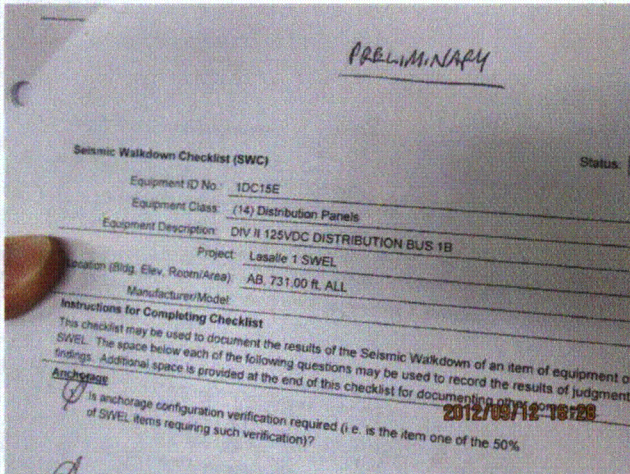 PRELIMINARY
Seismic Walkdown Checklist (SWC)
Status:
Equipment ID No.: 1DC15E
Equipment Class: (14) Distribution Panels
Equipment Description: DIV II 125VDC DISTRIBUTION BUS 1B
Project: Lasalle 1 SWEL
Location (Bldg, Elev, Room/Area): AB, 731.00 ft, ALL
Manufacturer/Model:
Instructions for Completing Checklist
This checklist may be used to document the results of the Seismic Walkdown of an item of equipment o
SWEL. The space below each of the following questions may be used to record the results of judgment
findings. Additional space is provided at the end of this checklist for documenting other
Anchorage
Is anchorage configuration verification required (i.e. is the item one of the 50%
of SWEL items requiring such verification)?
2012/09/12